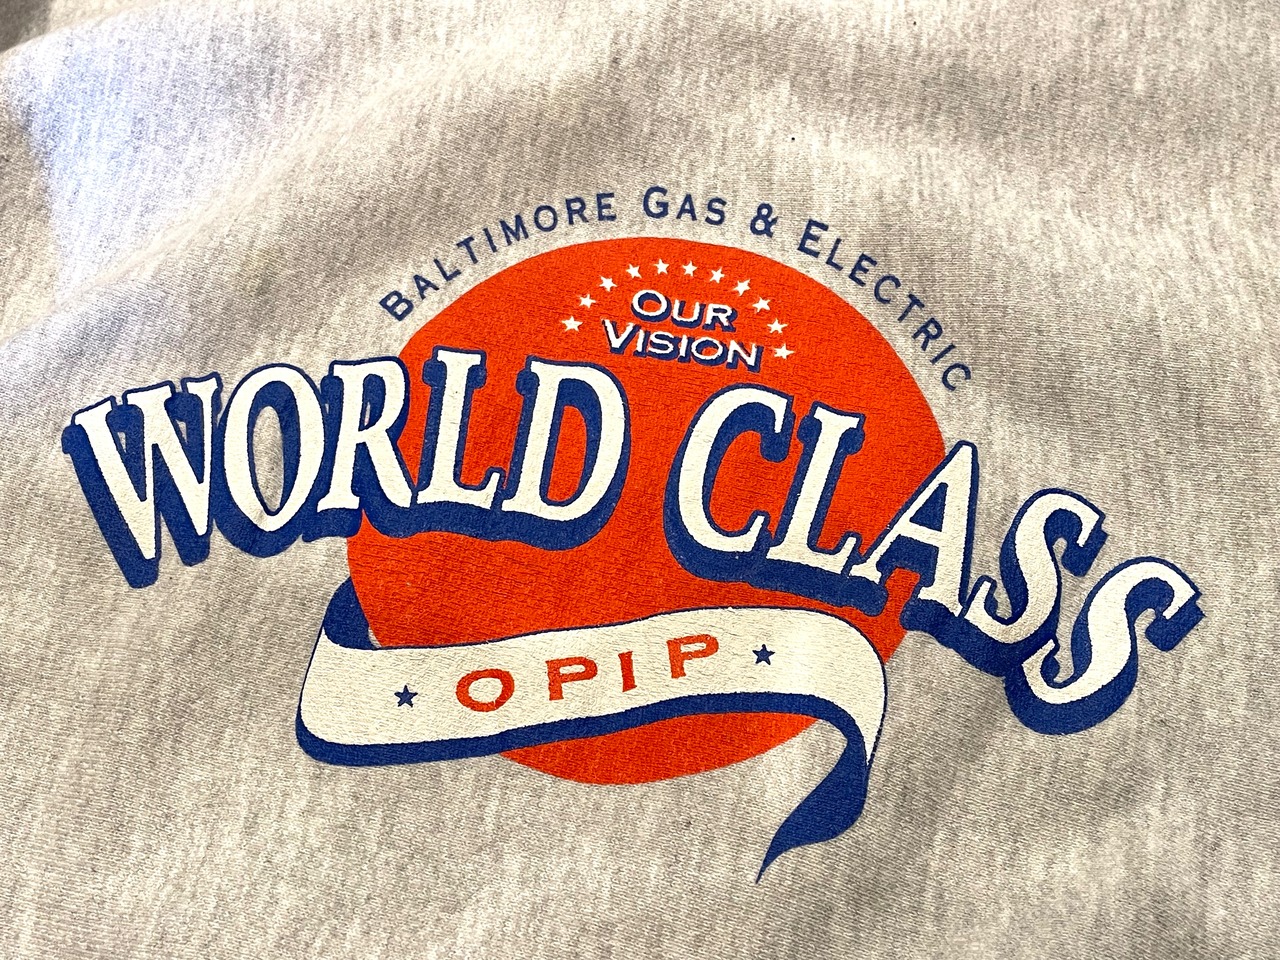 BALTIMORE GAS & ELECTRIC
OUR
VISION
WORLD CLASS
OPIP